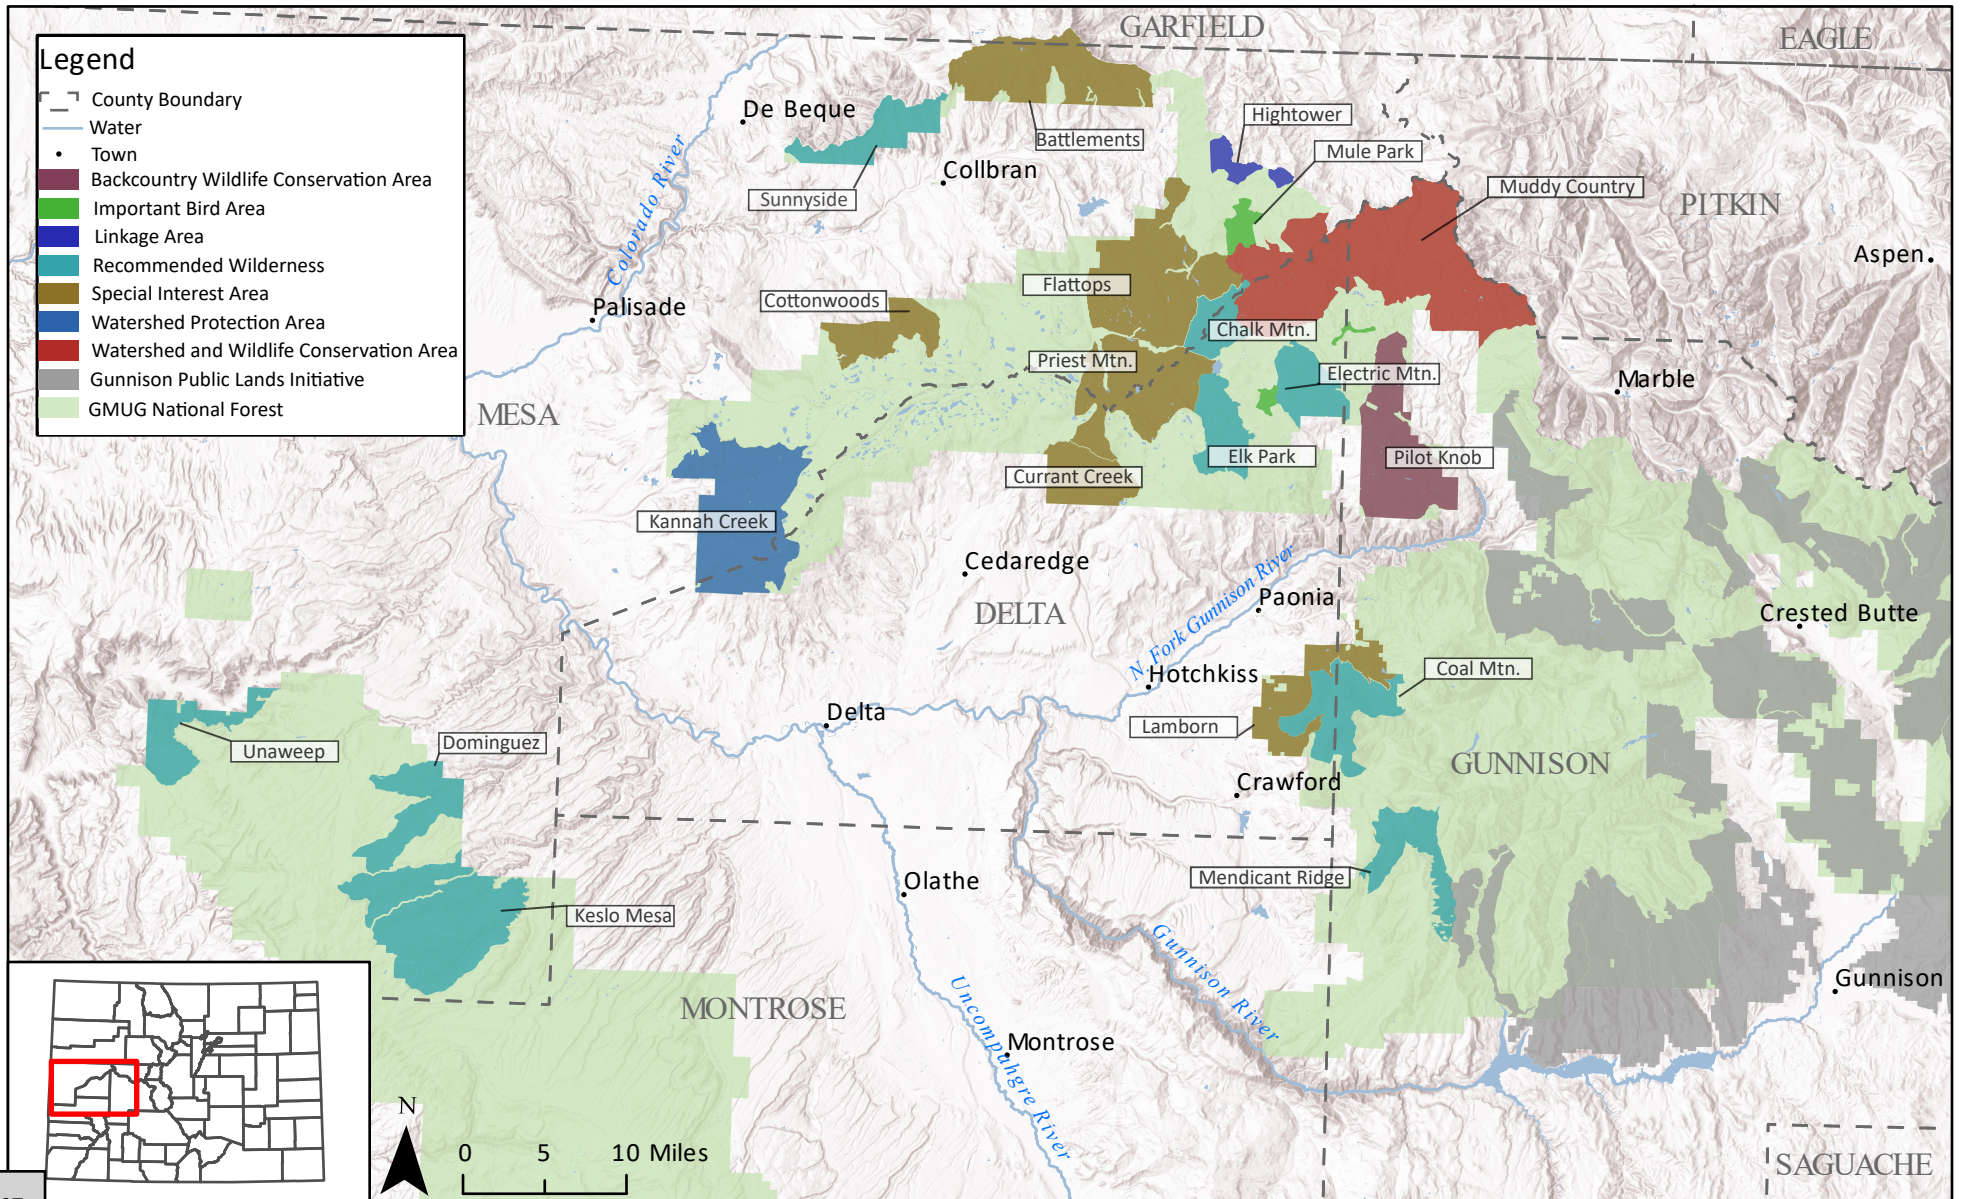 Legend
County Boundary
Water
Town
Backcountry Wildlife Conservation Area
Important Bird Area
Linkage Area
Recommended Wilderness
Special Interest Area
Watershed Protection Area
Watershed and Wildlife Conservation Area
Gunnison Public Lands Initiative
GMUG National Forest
GARFIELD
EAGLE
De Beque
Battlements
Hightower
Mule Park
Collbran
Sunnyside
Muddy Country
PITKIN
Aspen
Colorado River
Palisade
Cottonwoods
Flattops
Chalk Mtn.
Priest Mtn.
Electric Mtn.
Marble
MESA
Elk Park
Pilot Knob
Currant Creek
Kannah Creek
Cedaredge
DELTA
N. Fork Gunnison River
Paonia
Crested Butte
Hotchkiss
Coal Mtn.
Lamborn
Delta
Unaweep
Dominguez
GUNNISON
Crawford
Mendicant Ridge
Olathe
Keslo Mesa
Gunnison River
Gunnison
MONTROSE
Uncompahgre River
Montrose
N
0 5 10 Miles
SAGUACHE